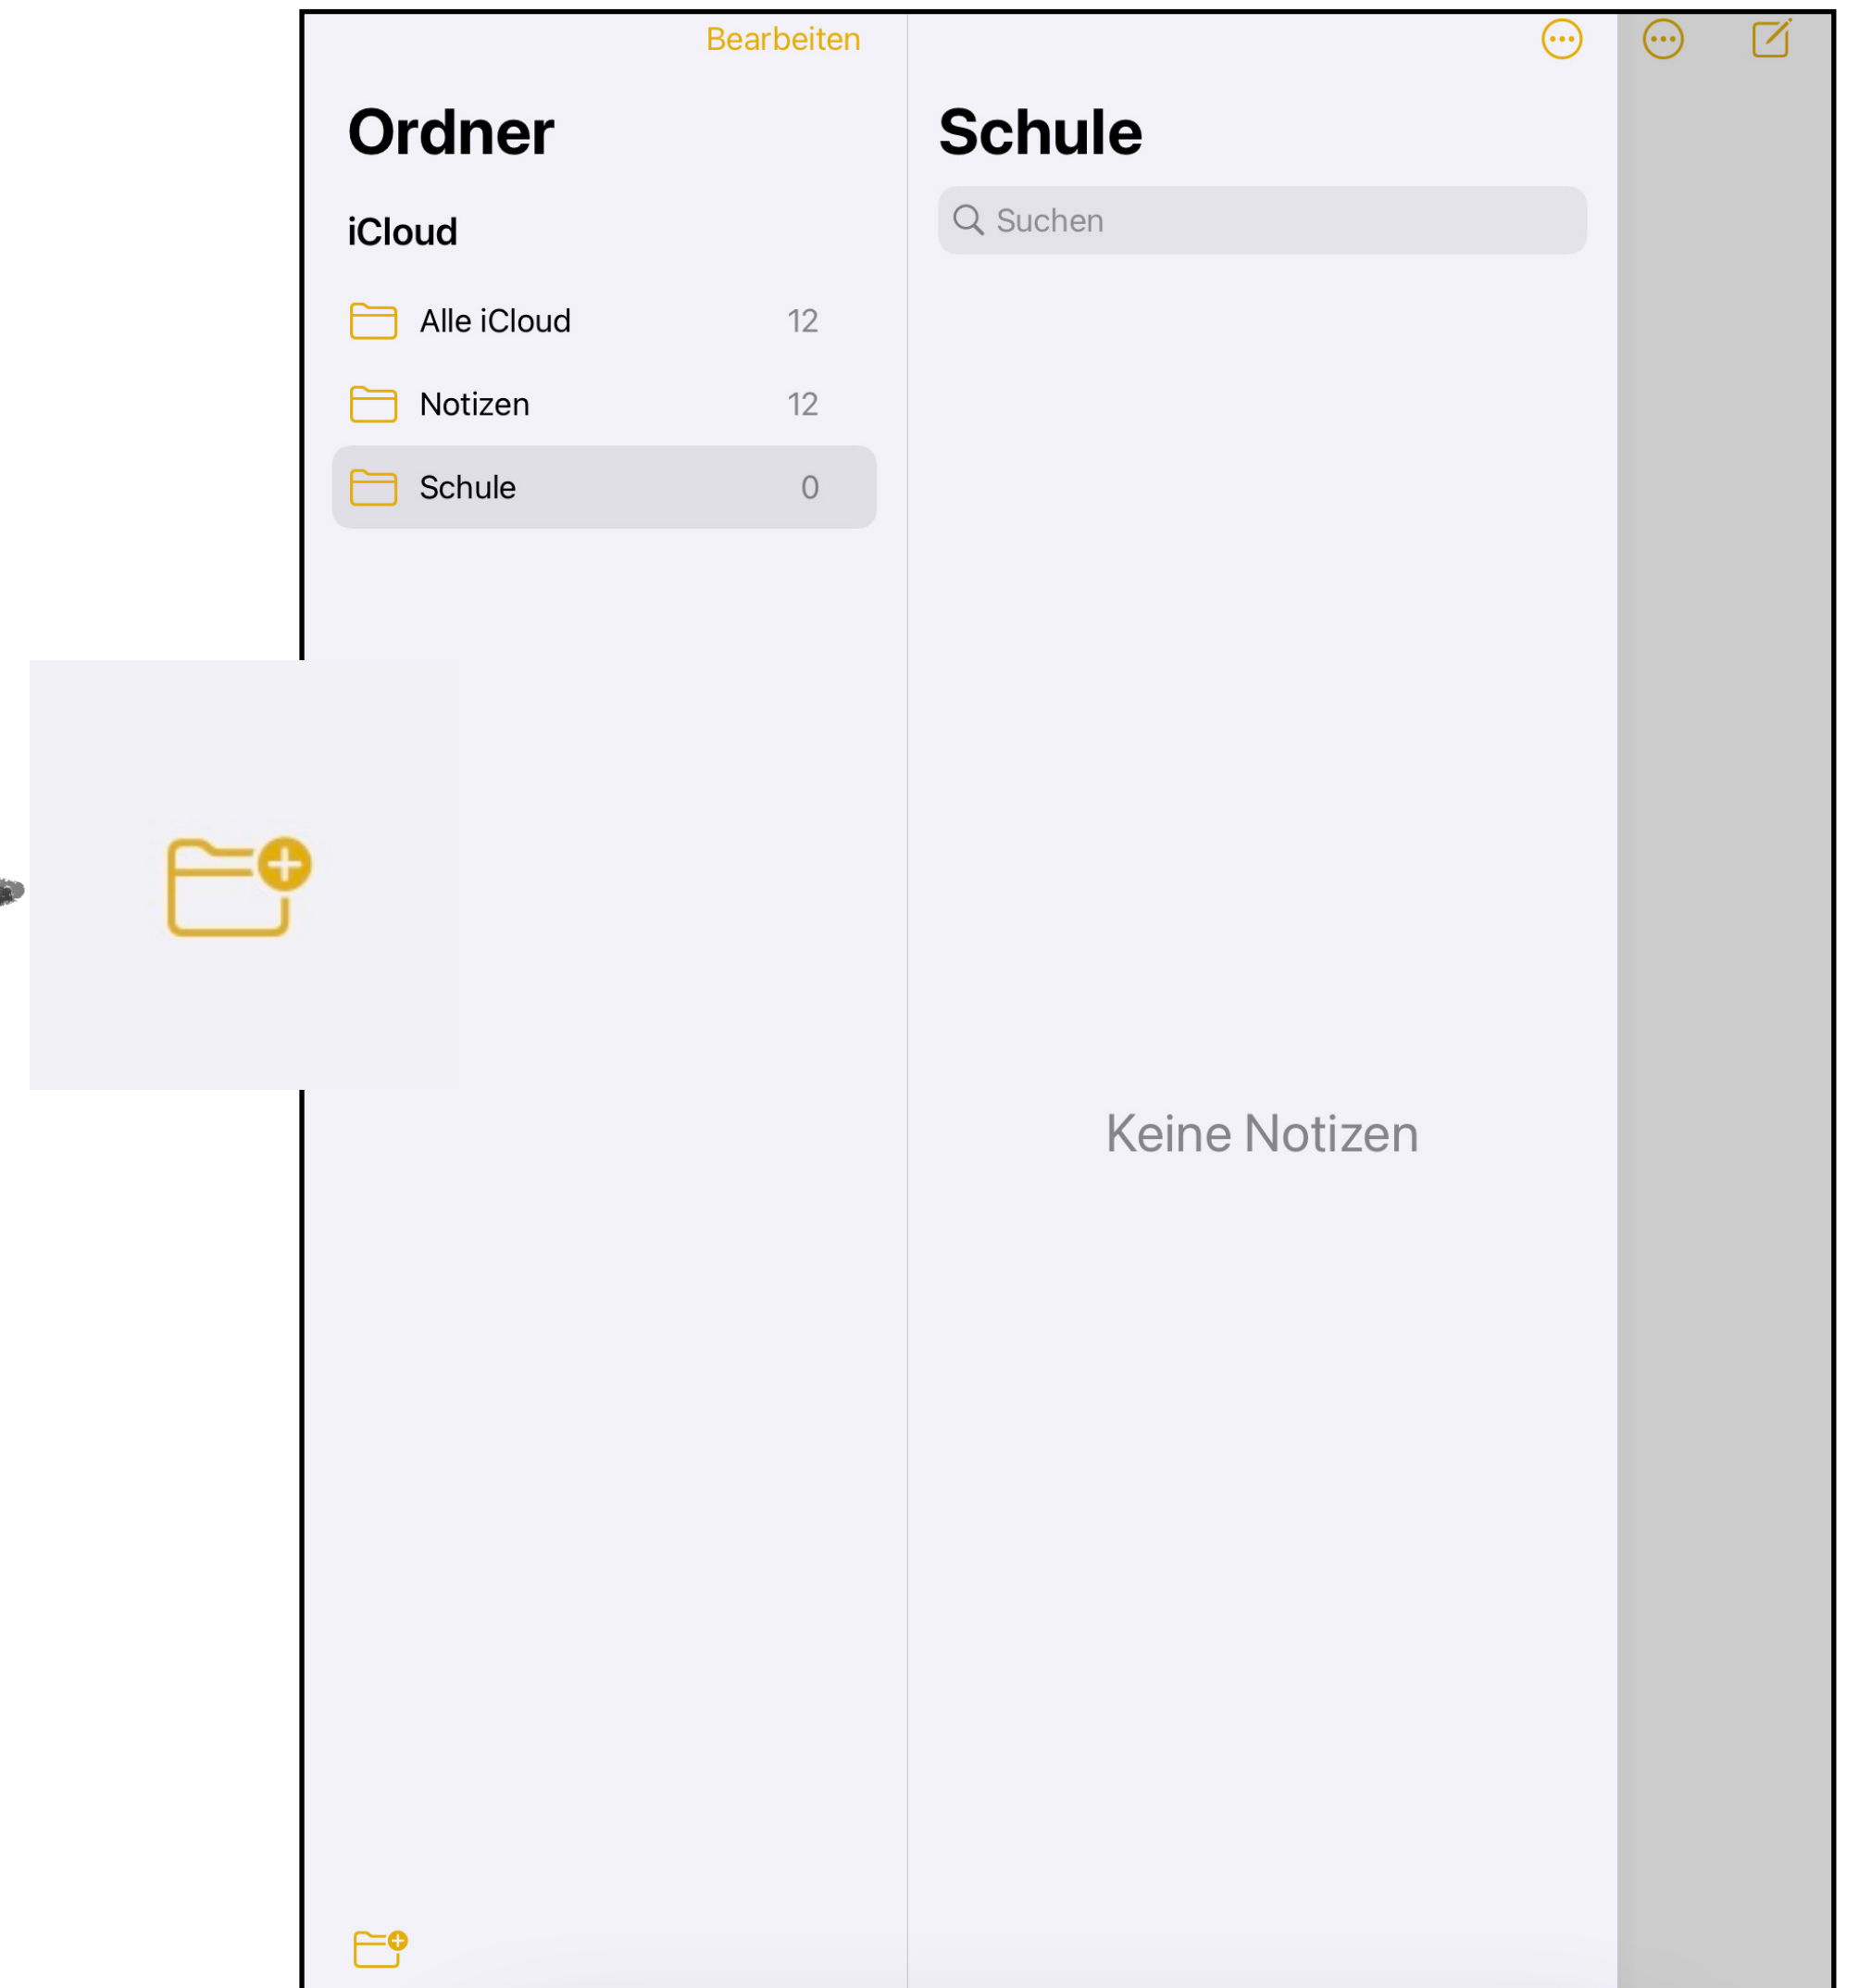 Bearbeiten
Ordner
iCloud
Alle iCloud 12
Notizen 12
Schule 0
Schule
Suchen
Keine Notizen